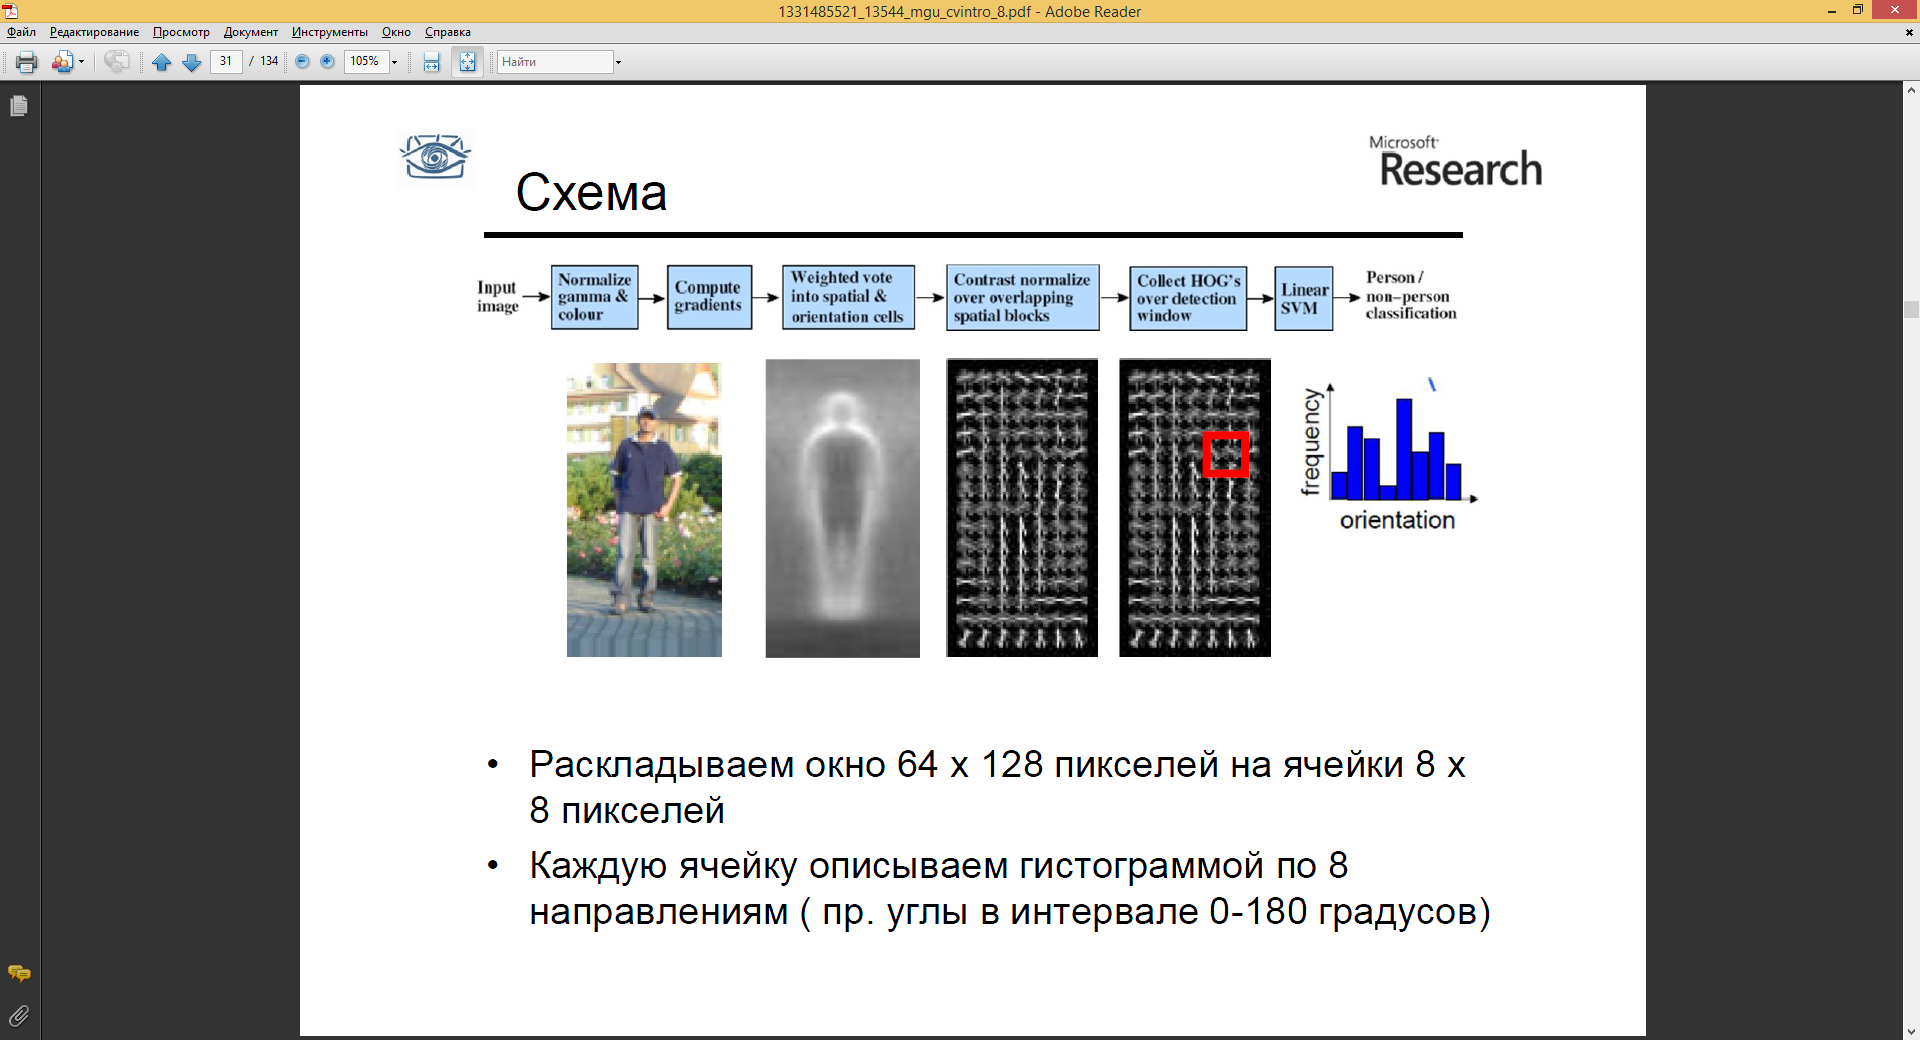 1331485521_13544_mgu_cvintro_8.pdf - Adobe Reader
Файл Редактирование Просмотр Документ Инструменты Окно Справка
31 / 134 105% Найти
Microsoft
Research
Схема
Input
image
Normalize
gamma &
colour
Compute
gradients
Weighted vote
into spatial &
orientation cells
Contrast normalize
over overlapping
spatial blocks
Collect HOG's
over detection
window
Linear
SVM
Person /
non-person
classification
frequency
orientation
• Раскладываем окно 64 x 128 пикселей на ячейки 8 x
8 пикселей
• Каждую ячейку описываем гистограммой по 8
направлениям ( пр. углы в интервале 0-180 градусов)